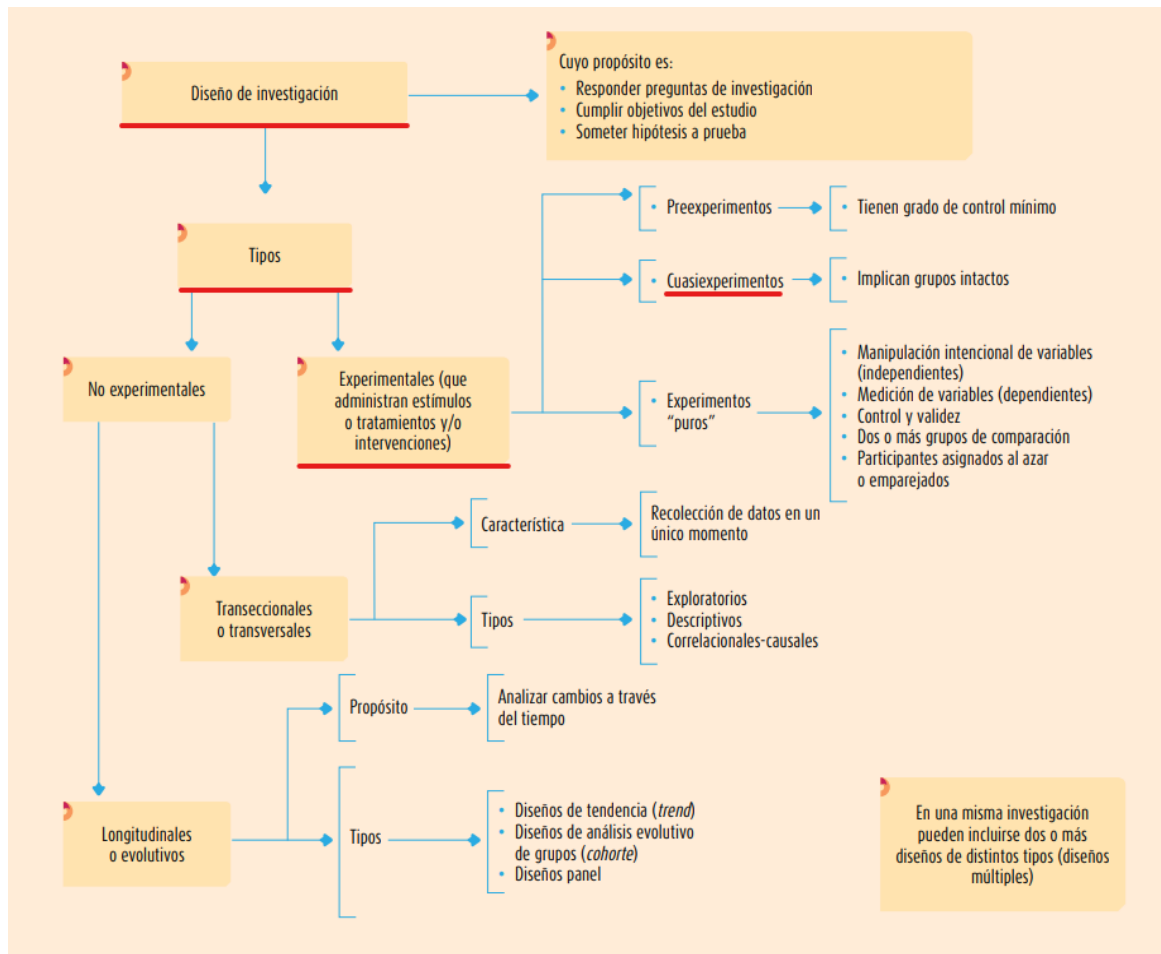 Diseño de investigación
Cuyo propósito es:
• Responder preguntas de investigación
• Cumplir objetivos del estudio
• Someter hipótesis a prueba
Tipos
• Preexperimentos
• Tienen grado de control mínimo
• Cuasiexperimentos
• Implican grupos intactos
No experimentales
Experimentales (que
administran estímulos
o tratamientos y/o
intervenciones)
• Experimentos
“puros”
• Manipulación intencional de variables
(independientes)
• Medición de variables (dependientes)
• Control y validez
• Dos o más grupos de comparación
• Participantes asignados al azar
o emparejados
Transeccionales
o transversales
Característica
Recolección de datos en un
único momento
Tipos
• Exploratorios
• Descriptivos
• Correlacionales-causales
Longitudinales
o evolutivos
Propósito
Analizar cambios a través
del tiempo
Tipos
• Diseños de tendencia (trend)
• Diseños de análisis evolutivo
de grupos (cohorte)
• Diseños panel
En una misma investigación
pueden incluirse dos o más
diseños de distintos tipos (diseños
múltiples)